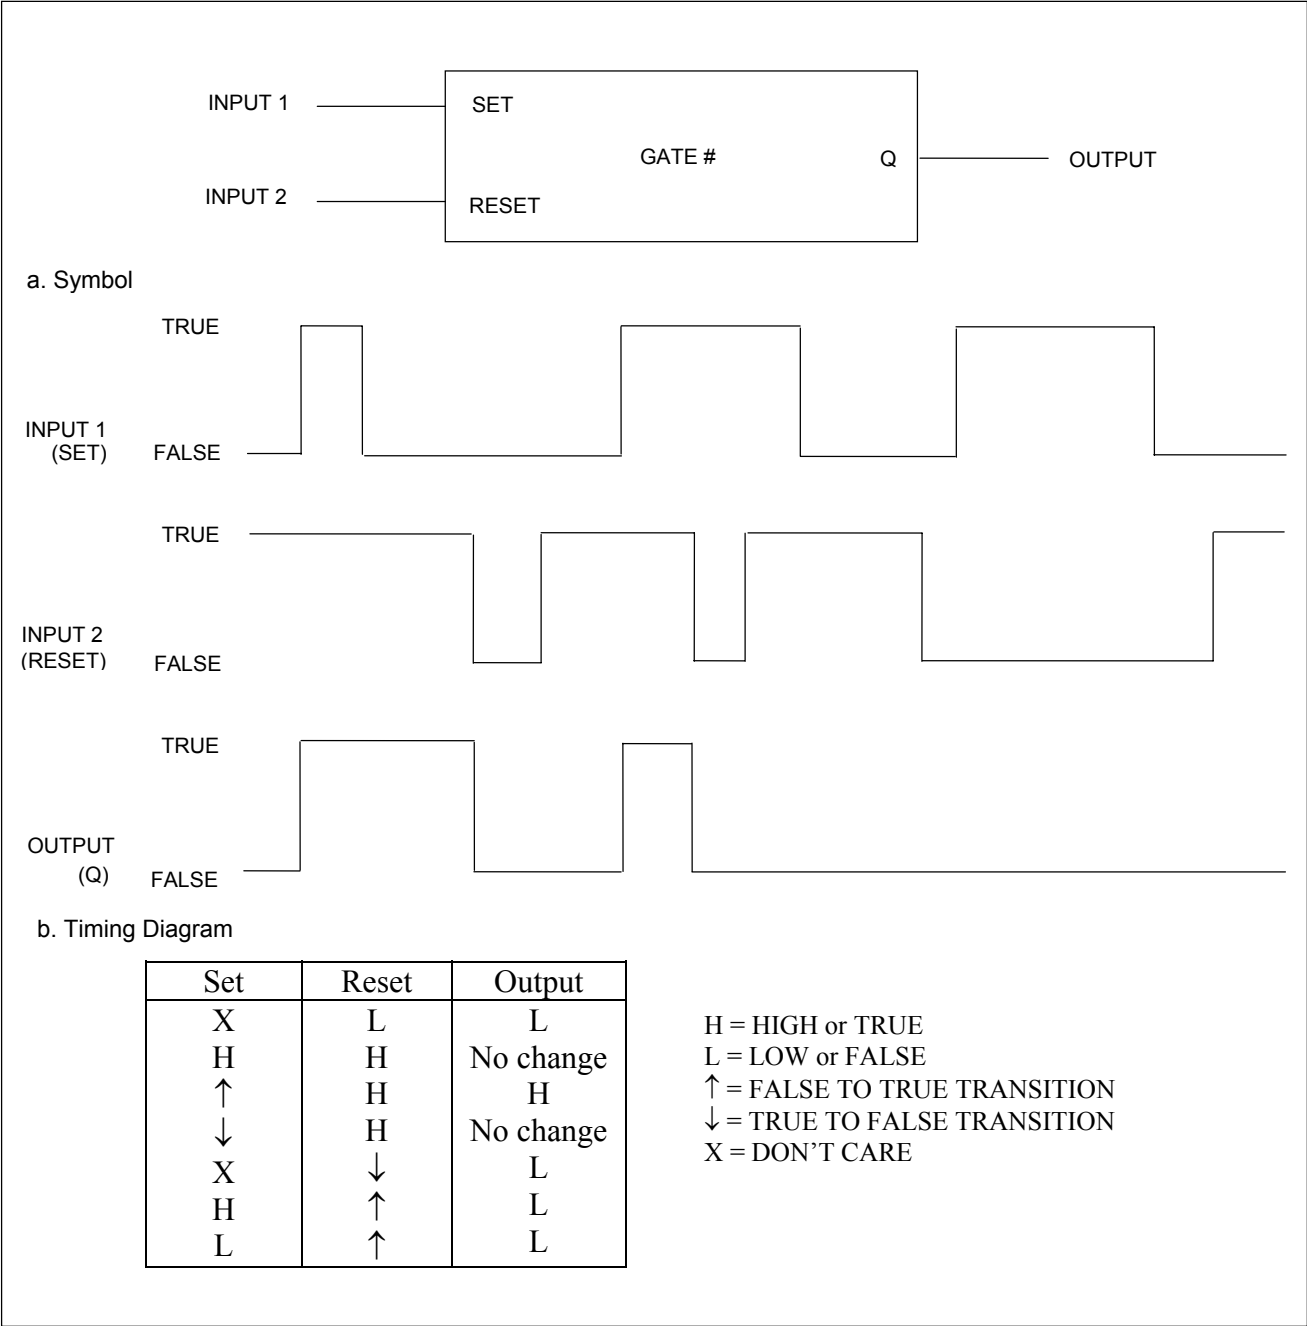 INPUT 1
SET
GATE #
Q
OUTPUT
INPUT 2
RESET
a. Symbol
TRUE
INPUT 1
(SET)
FALSE
TRUE
INPUT 2
(RESET)
FALSE
TRUE
OUTPUT
(Q)
FALSE
b. Timing Diagram
Set Reset Output
X L L
H H No change
↑ H H
↓ H No change
X ↓ L
H ↑ L
L ↑ L
H = HIGH or TRUE
L = LOW or FALSE
↑ = FALSE TO TRUE TRANSITION
↓ = TRUE TO FALSE TRANSITION
X = DON’T CARE